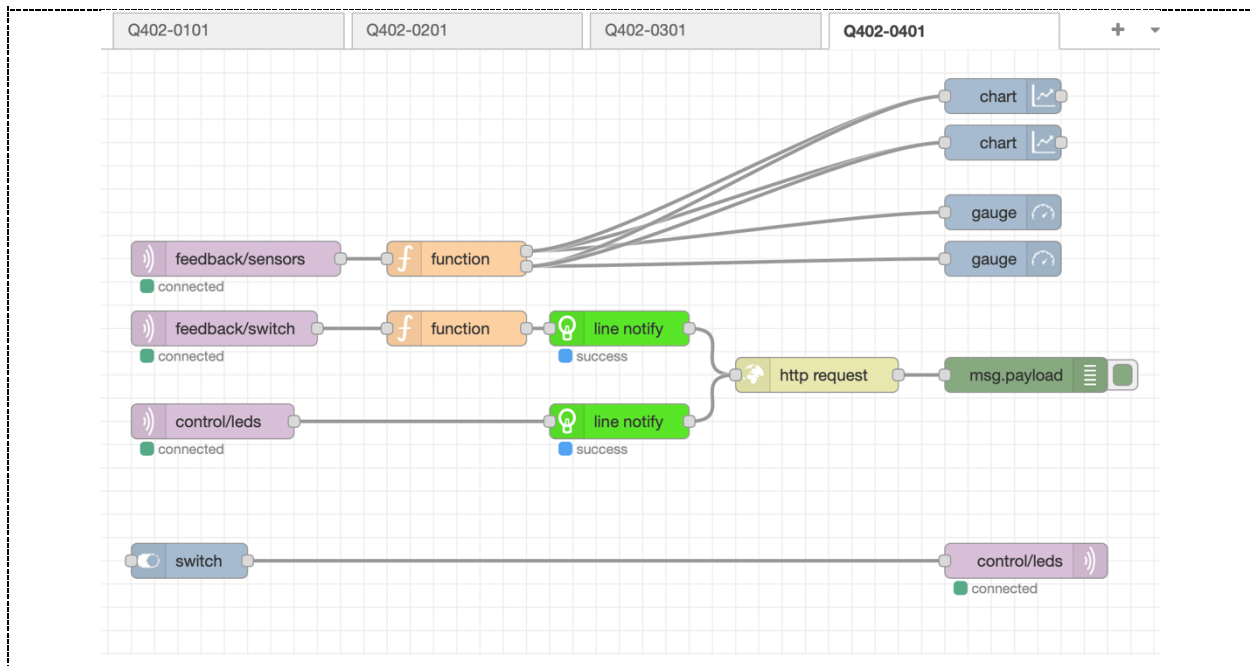 Q402-0101
Q402-0201
Q402-0301
Q402-0401
chart
chart
gauge
feedback/sensors
function
gauge
connected
feedback/switch
function
line notify
connected
success
http request
msg.payload
control/leds
line notify
connected
success
switch
control/leds
connected